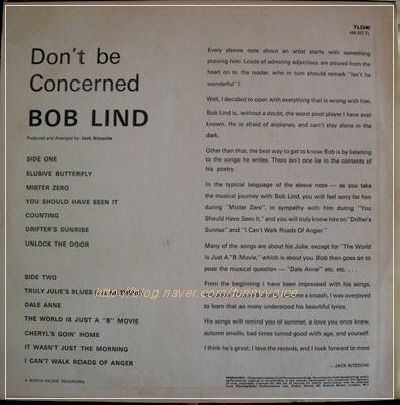 Don't be
Concerned
BOB LIND
Produced and Arranged by: Jack Nitzsche
SIDE ONE
ELUSIVE BUTTERFLY
MISTER ZERO
YOU SHOULD HAVE SEEN IT
COUNTING
DRIFTER'S SUNRISE
UNLOCK THE DOOR
SIDE TWO
TRULY JULIE'S BLUES
DALE ANNE
THE WORLD IS JUST A "B" MOVIE
CHERYL'S GOIN' HOME
IT WASN'T JUST THE MORNING
I CAN'T WALK ROADS OF ANGER
A WORLD-PACIFIC RECORDING
Every sleeve note about an artist starts with something
praising him. Loads of admiring adjectives are poured from the
heart on to the reader, who in turn should remark "Isn't he
wonderful"!
Well, I decided to open with everything that is wrong with him.
Bob Lind is, without a doubt, the worst pool player I have ever
known. He is afraid of airplanes, and can't stay alone in the
dark.
Other than that, the best way to get to know Bob is by listening
to the songs he writes. There isn't one lie in the contents of
his poetry.
In the typical language of the sleeve note — as you take
the musical journey with Bob Lind, you will feel sorry for him
during "Mister Zero", in sympathy with him during "You
Should Have Seen It," and you will truly know him on "Drifter's
Sunrise" and "I Can't Walk Roads Of Anger."
Many of the songs are about his Julie, except for "The World
Is Just A "B" Movie," which is about you. Bob then goes on to
pose the musical question — "Dale Anne" etc. etc. . . .
From the beginning I have been impressed with his songs,
a smash, I was overjoyed
to learn that so many understood his beautiful lyrics.
His songs will remind you of summer, a love you once knew,
autumn smells, bad times turned good with age, and yourself.
I think he's great, I love the records, and I look forward to more
– JACK NITZSCHE
http://blog.naver.com/